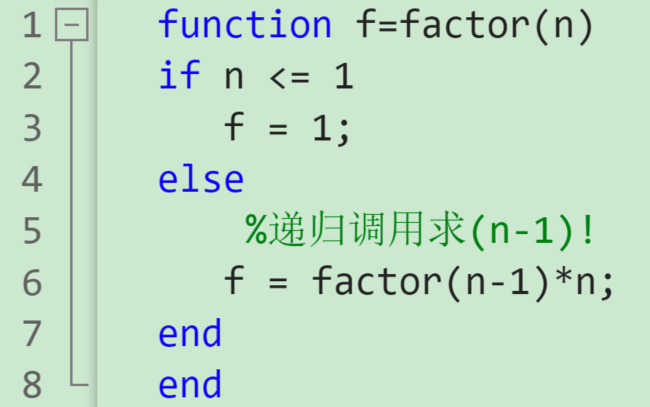 1 function f=factor(n)
2 if n <= 1
3 f = 1;
4 else
5 %递归调用求(n-1)!
6 f = factor(n-1)*n;
7 end
8 end